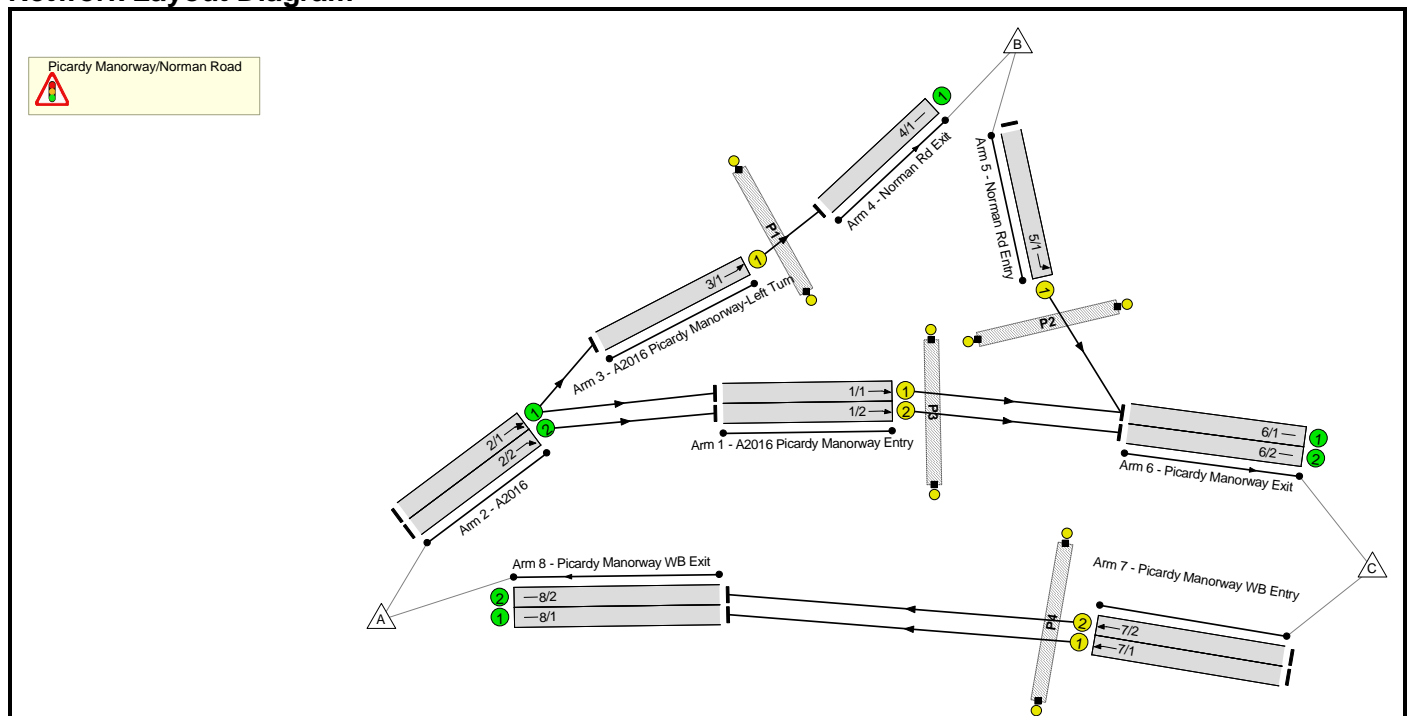 Network Layout Diagram
Picardy Manorway/Norman Road
B
4/1
1
Arm 4 - Norman Rd Exit
P1
Arm 5 - Norman Rd Entry
5/1
1
3/1
1
Arm 3 - A2016 Picardy Manorway-Left Turn
P2
1/1
1
1/2
2
P3
Arm 1 - A2016 Picardy Manorway Entry
2/1
1
2/2
2
Arm 2 - A2016
6/1
1
6/2
2
Arm 6 - Picardy Manorway Exit
Arm 8 - Picardy Manorway WB Exit
2
8/2
1
8/1
A
P4
Arm 7 - Picardy Manorway WB Entry
C
2
7/2
1
7/1